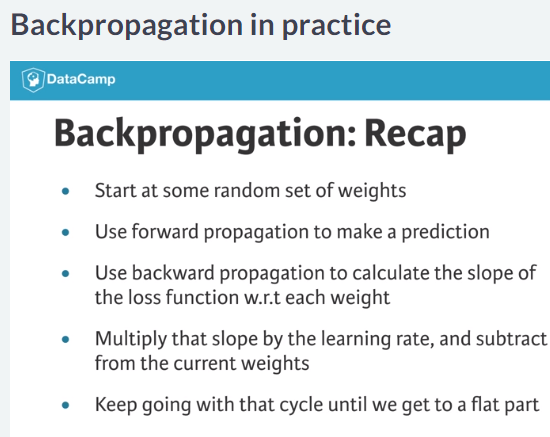 Backpropagation in practice
DataCamp
Backpropagation: Recap
• Start at some random set of weights
• Use forward propagation to make a prediction
• Use backward propagation to calculate the slope of
the loss function w.r.t each weight
• Multiply that slope by the learning rate, and subtract
from the current weights
• Keep going with that cycle until we get to a flat part